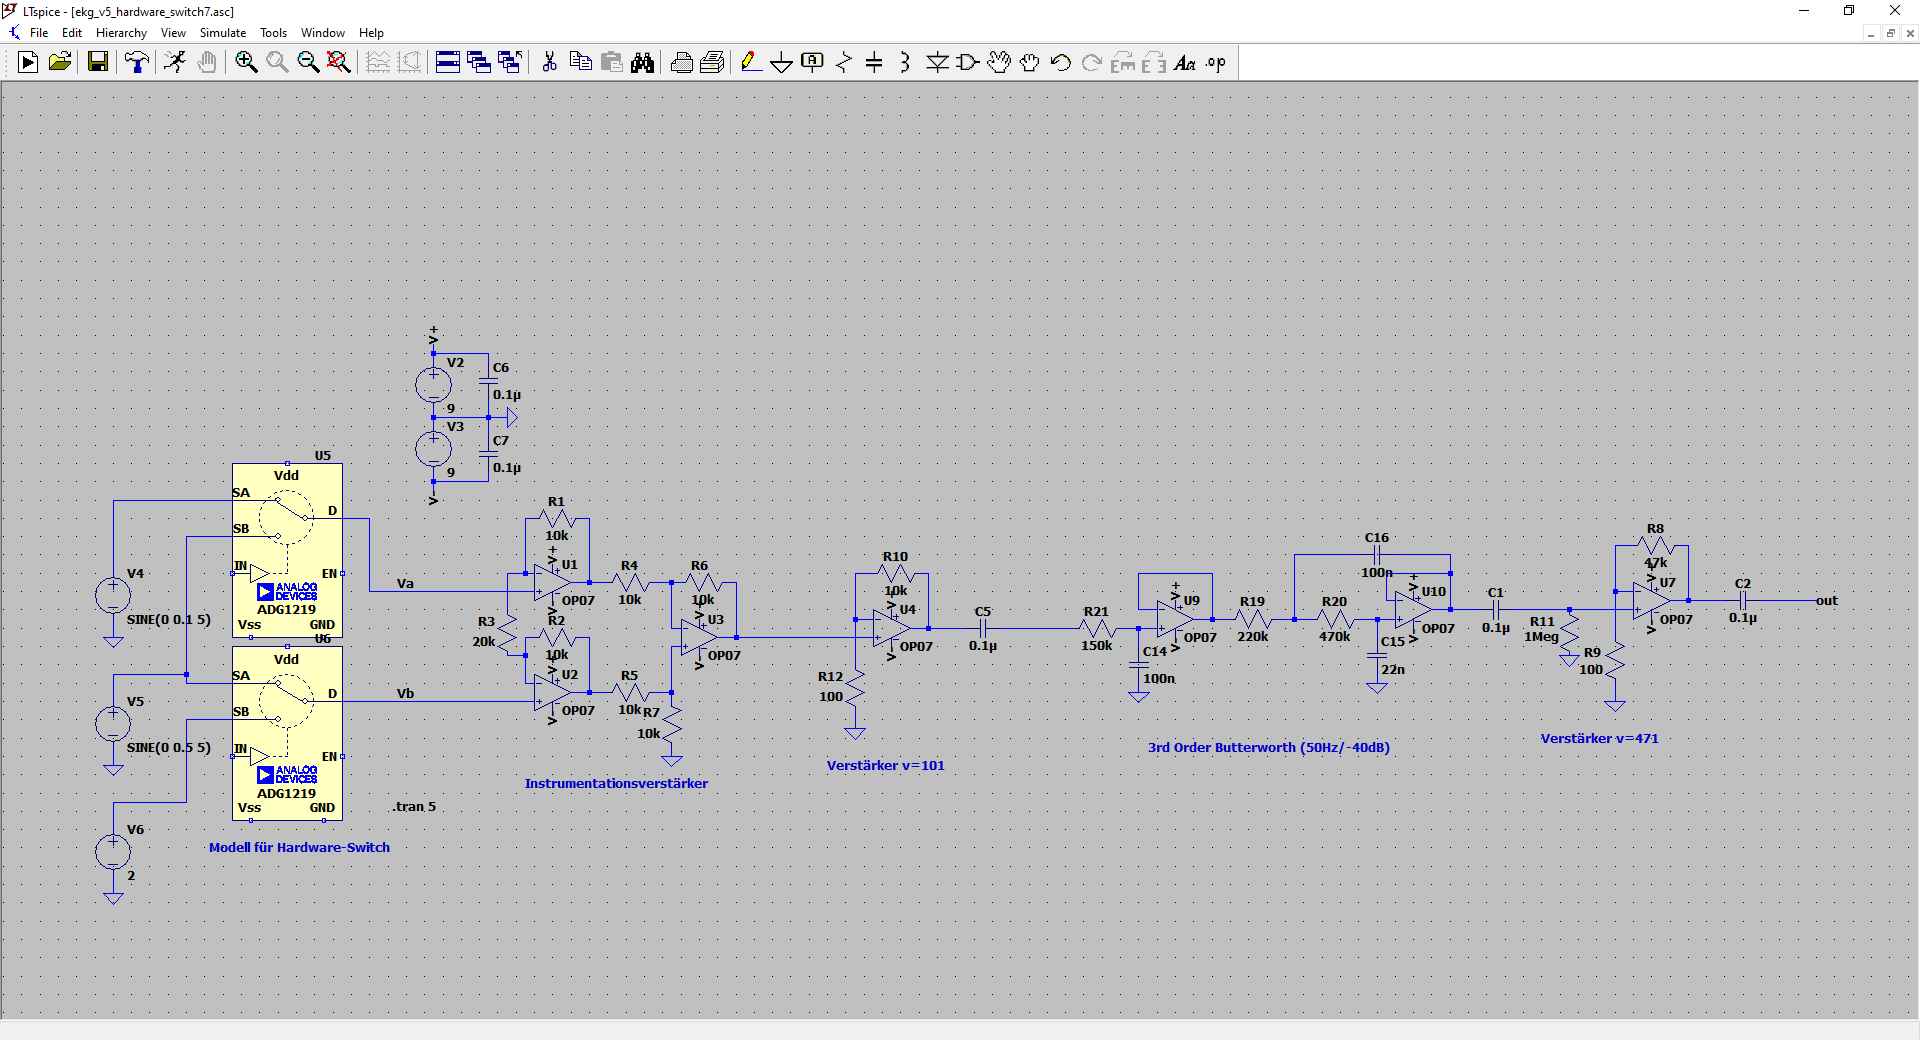 LTspice - [ekg_v5_hardware_switch7.asc]
File Edit Hierarchy View Simulate Tools Window Help
Aa .op
V+
V2
9
C6
0.1µ
V3
9
C7
0.1µ
V-
U5
Vdd
SA
D
SB
IN
EN
ANALOG
DEVICES
ADG1219
Vss GND
U6
Vdd
SA
D
SB
IN
EN
ANALOG
DEVICES
ADG1219
Vss GND
V4
SINE(0 0.1 5)
V5
SINE(0 0.5 5)
V6
2
Modell für Hardware-Switch
.tran 5
Va
Vb
R1
10k
V+
U1
OP07
V-
R3
20k
R2
10k
V+
U2
OP07
V-
R4
10k
R6
10k
V+
U3
OP07
V-
R5
10k
R7
10k
Instrumentationsverstärker
R10
10k
V+
U4
OP07
V-
R12
100
Verstärker v=101
C5
0.1µ
R21
150k
C14
100n
V+
U9
OP07
V-
R19
220k
R20
470k
C16
100n
V+
U10
OP07
V-
C15
22n
3rd Order Butterworth (50Hz/-40dB)
C1
0.1µ
R11
1Meg
R8
47k
V+
U7
OP07
V-
R9
100
Verstärker v=471
C2
0.1µ
out